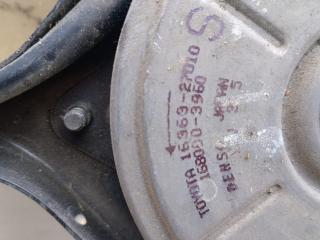 S
TOYOTA 16363-27010
168000-3960
DENSO JAPAN